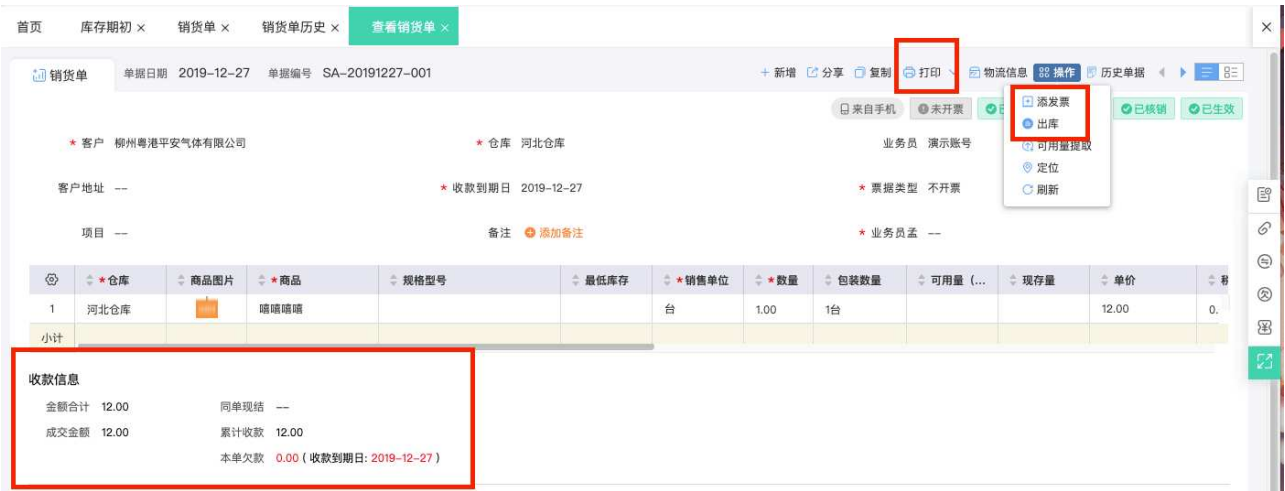 首页 库存期初 × 销货单 × 销货单历史 × 查看销货单 × ×
销货单 单据日期 2019-12-27 单据编号 SA-20191227-001 + 新增 分享 复制 打印 物流信息 操作 历史单据
来自手机 未开票 已核销 已生效
添发票
出库
可用量提取
定位
刷新
* 客户 柳州粤港平安气体有限公司 * 仓库 河北仓库 业务员 演示账号
客户地址 -- * 收款到期日 2019-12-27 * 票据类型 不开票
项目 -- 备注 添加备注 * 业务员孟 --
*仓库 商品图片 *商品 规格型号 最低库存 *销售单位 *数量 包装数量 可用量 (... 现存量 单价
1 河北仓库 嘻嘻嘻嘻 台 1.00 1台 12.00 0.
小计
收款信息
金额合计 12.00 同单现结 --
成交金额 12.00 累计收款 12.00
本单欠款 0.00 ( 收款到期日: 2019-12-27 )